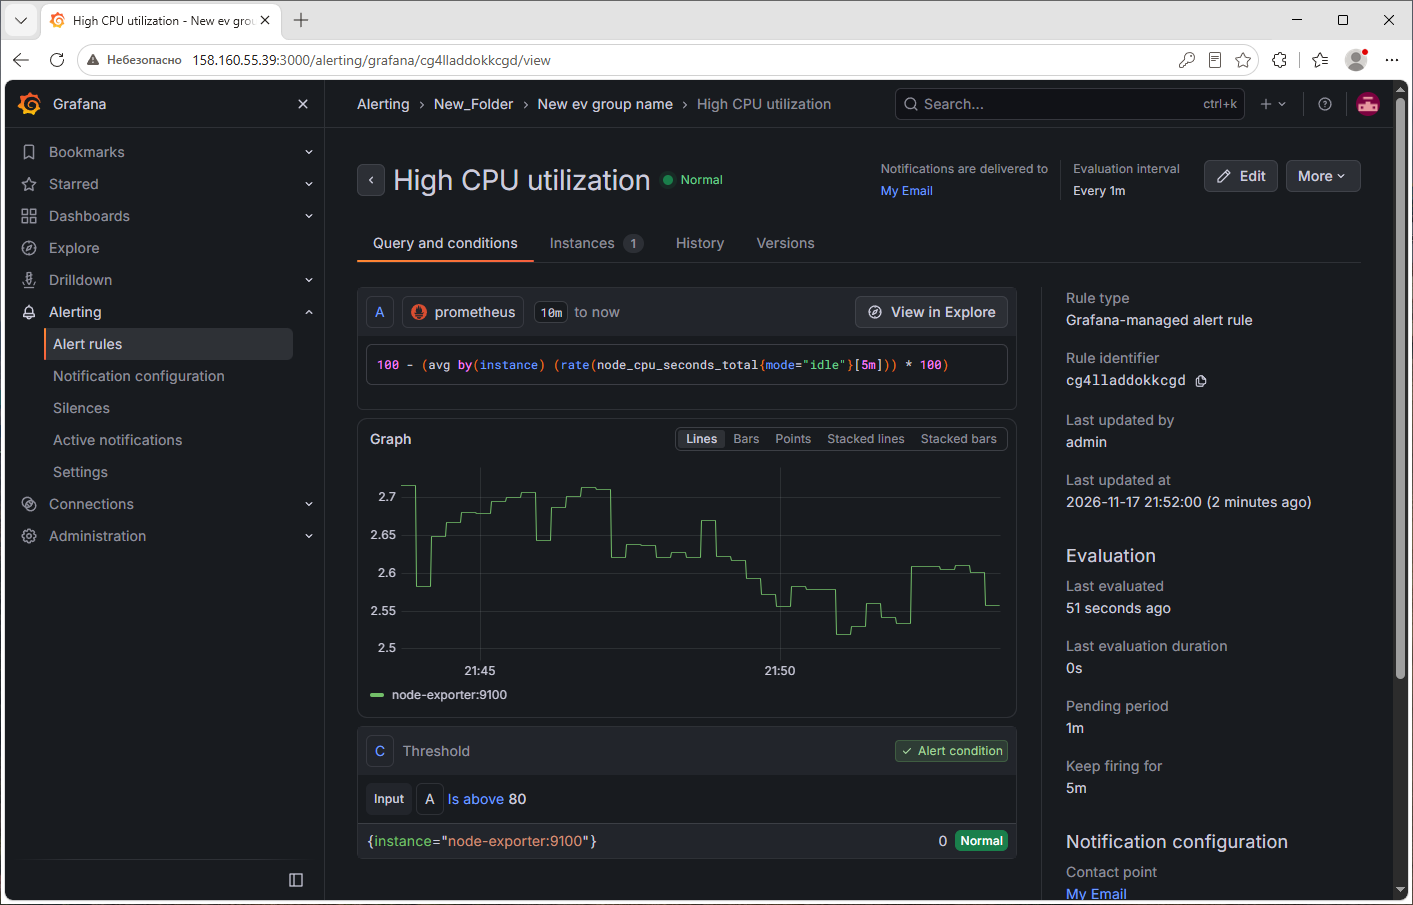 High CPU utilization - New ev grou
Небезопасно 158.160.55.39:3000/alerting/grafana/cg4lladdokkcgd/view
Grafana
Alerting › New_Folder › New ev group name › High CPU utilization
Search...
ctrl+k
Bookmarks
Starred
Dashboards
Explore
Drilldown
Alerting
Alert rules
Notification configuration
Silences
Active notifications
Settings
Connections
Administration
High CPU utilization
Normal
Notifications are delivered to
My Email
Evaluation interval
Every 1m
Edit
More
Query and conditions
Instances 1
History
Versions
A
prometheus
10m to now
View in Explore
100 - (avg by(instance) (rate(node_cpu_seconds_total{mode="idle"}[5m])) * 100)
Graph
Lines
Bars
Points
Stacked lines
Stacked bars
2.7
2.65
2.6
2.55
2.5
21:45
21:50
node-exporter:9100
C
Threshold
Alert condition
Input A Is above 80
{instance="node-exporter:9100"}
0 Normal
Rule type
Grafana-managed alert rule
Rule identifier
cg4lladdokkcgd
Last updated by
admin
Last updated at
2026-11-17 21:52:00 (2 minutes ago)
Evaluation
Last evaluated
51 seconds ago
Last evaluation duration
0s
Pending period
1m
Keep firing for
5m
Notification configuration
Contact point
My Email